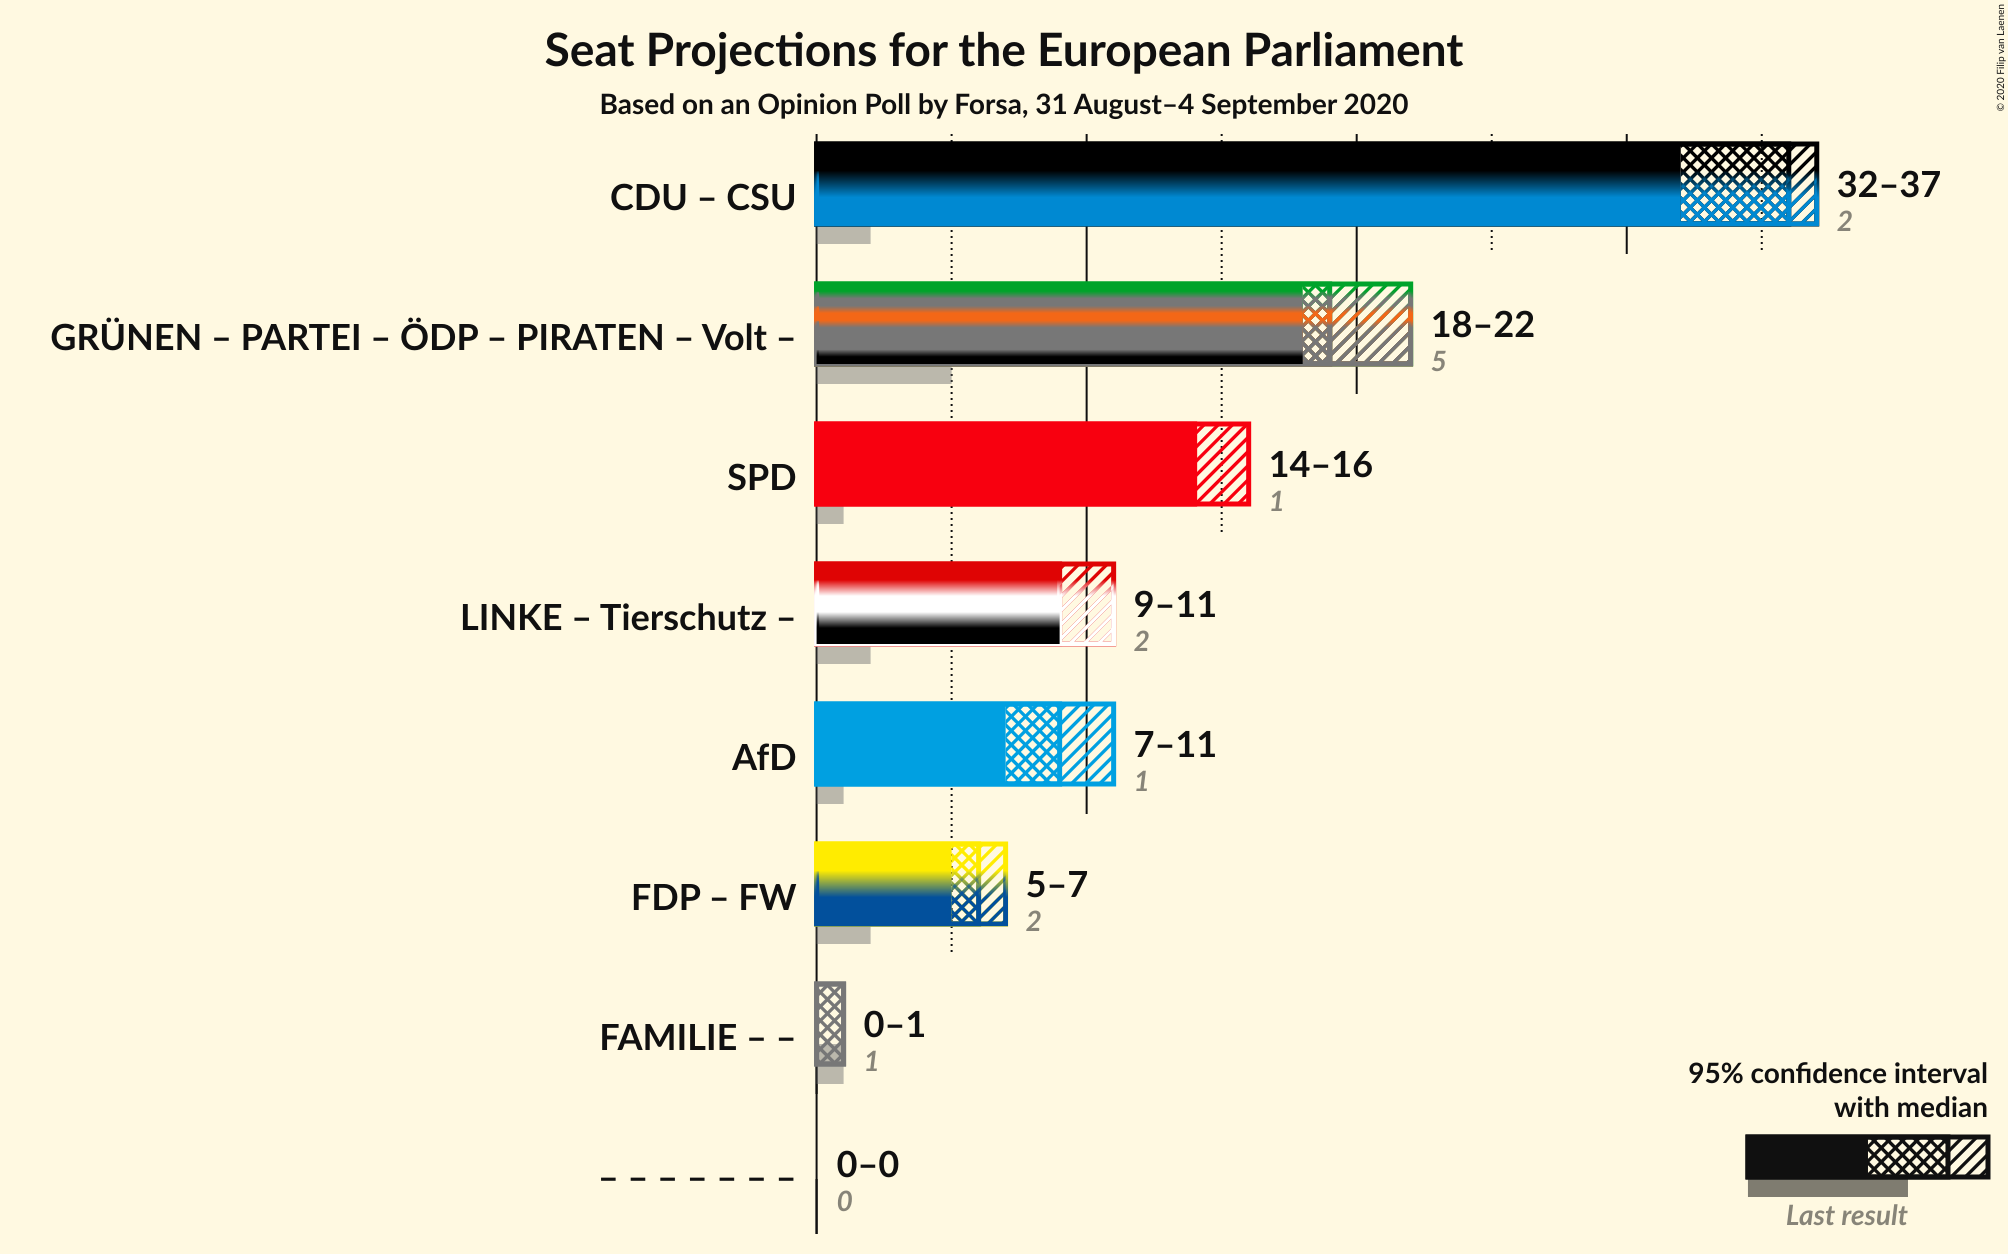 Seat Projections for the European Parliament
Based on an Opinion Poll by Forsa, 31 August–4 September 2020
© 2020 Filip van Laenen
CDU – CSU
32–37
2
GRÜNEN – PARTEI – ÖDP – PIRATEN – Volt –
18–22
5
SPD
14–16
1
LINKE – Tierschutz –
9–11
2
AfD
7–11
1
FDP – FW
5–7
2
FAMILIE – –
0–1
1
– – – – – – –
0–0
0
95% confidence interval
with median
Last result